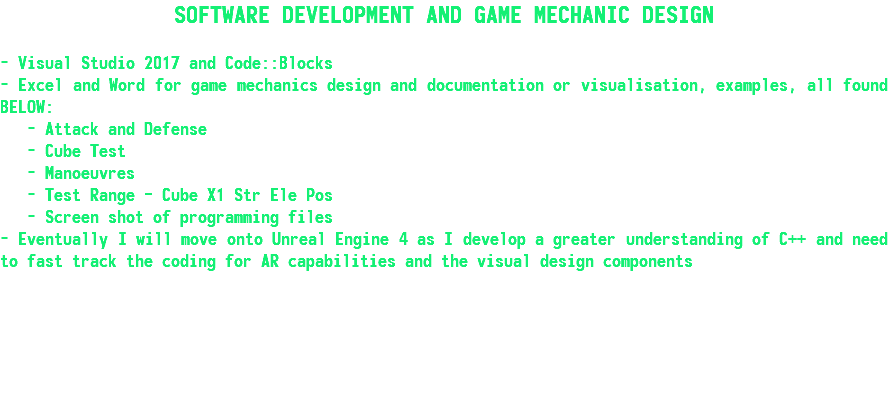 SOFTWARE DEVELOPMENT AND GAME MECHANIC DESIGN
- Visual Studio 2017 and Code::Blocks
- Excel and Word for game mechanics design and documentation or visualisation, examples, all found
BELOW:
- Attack and Defense
- Cube Test
- Manoeuvres
- Test Range - Cube X1 Str Ele Pos
- Screen shot of programming files
- Eventually I will move onto Unreal Engine 4 as I develop a greater understanding of C++ and need
to fast track the coding for AR capabilities and the visual design components